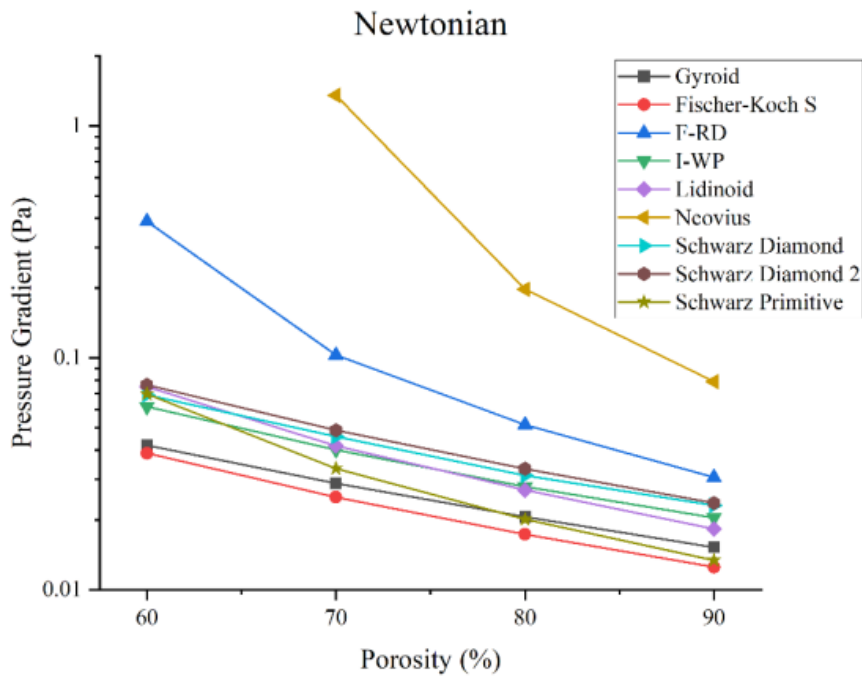 Newtonian
Gyroid
Fischer-Koch S
F-RD
I-WP
Lidinoid
Neovius
Schwarz Diamond
Schwarz Diamond 2
Schwarz Primitive
Pressure Gradient (Pa)
1
0.1
0.01
60
70
80
90
Porosity (%)